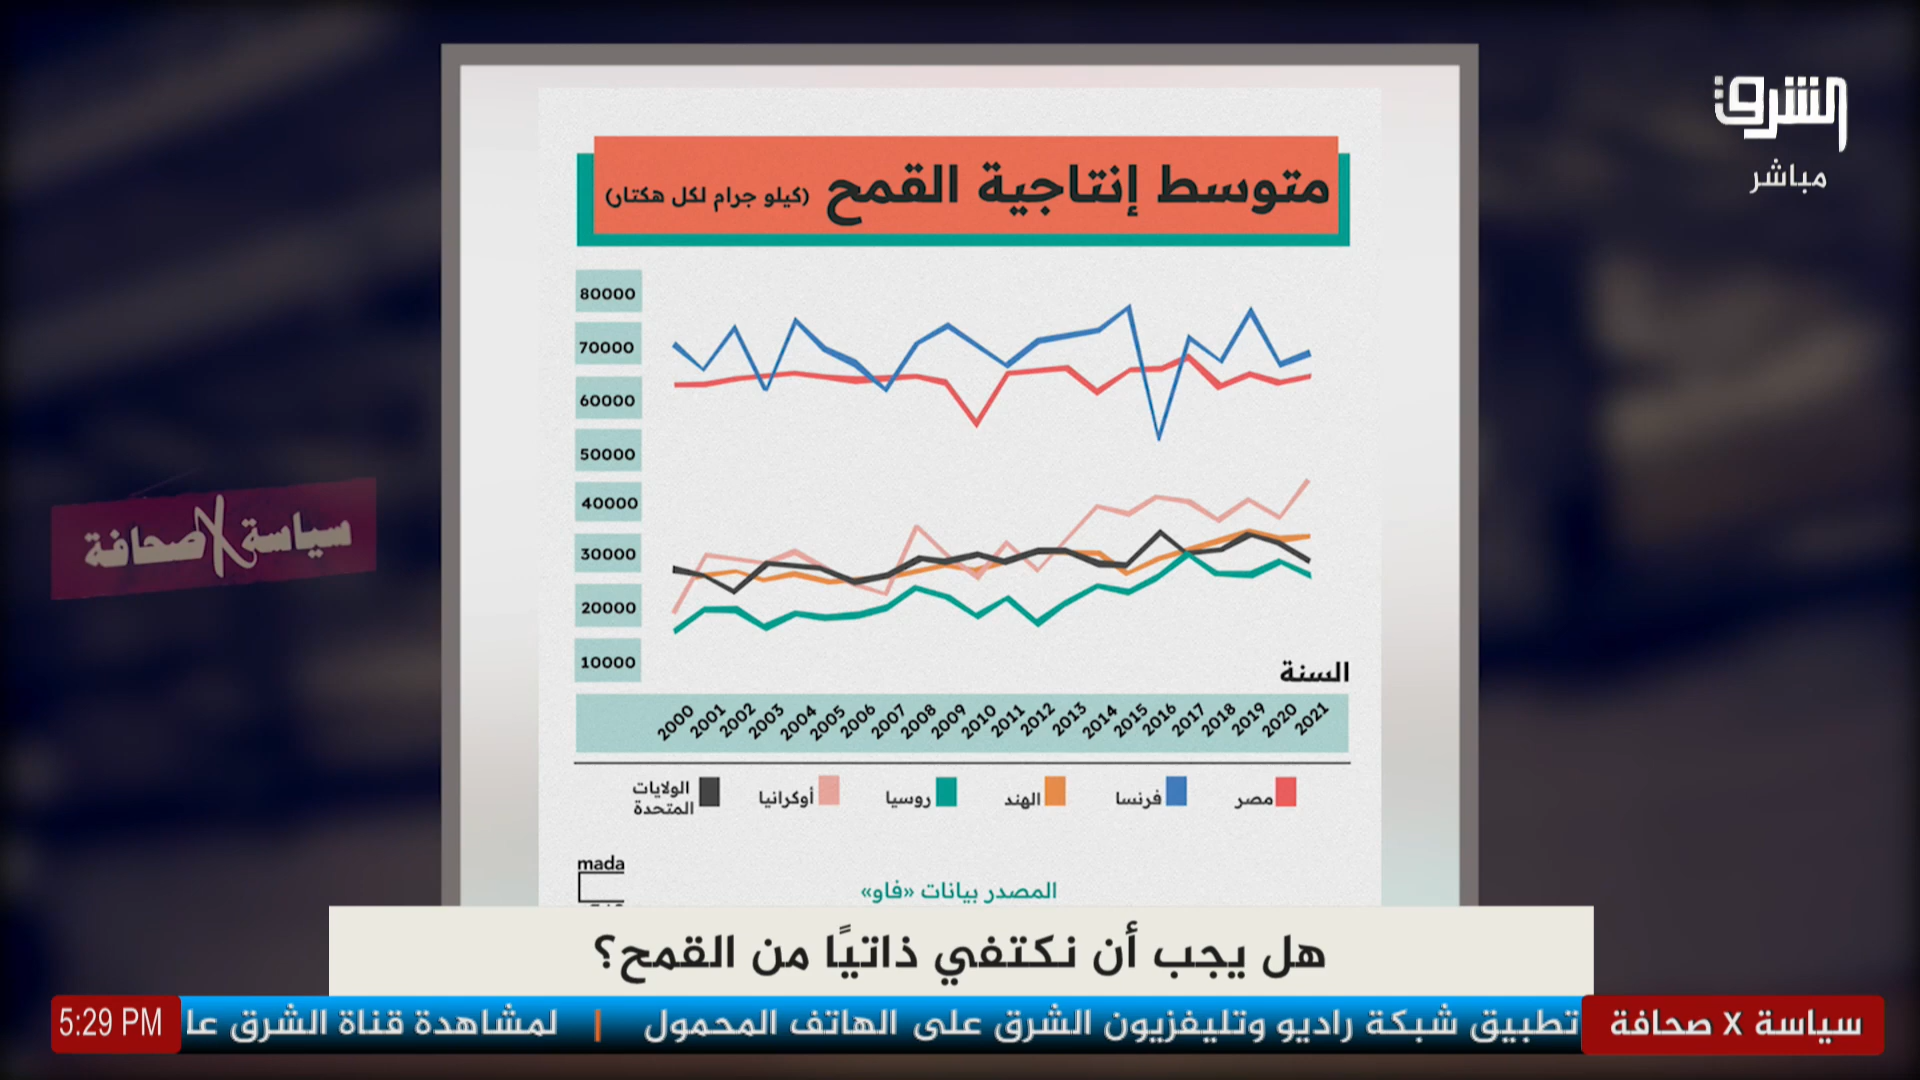 الشرق
مباشر
متوسط إنتاجية القمح (كيلو جرام لكل هكتار)
80000
70000
60000
50000
40000
30000
20000
10000
السنة
2000 2001 2002 2003 2004 2005 2006 2007 2008 2009 2010 2011 2012 2013 2014 2015 2016 2017 2018 2019 2020 2021
مصر فرنسا الهند روسيا أوكرانيا الولايات المتحدة
mada
المصدر بيانات «فاو»
سياسة X صحافة
هل يجب أن نكتفي ذاتيًا من القمح؟
سياسة X صحافة
تطبيق شبكة راديو وتليفزيون الشرق على الهاتف المحمول | لمشاهدة قناة الشرق عا
5:29 PM